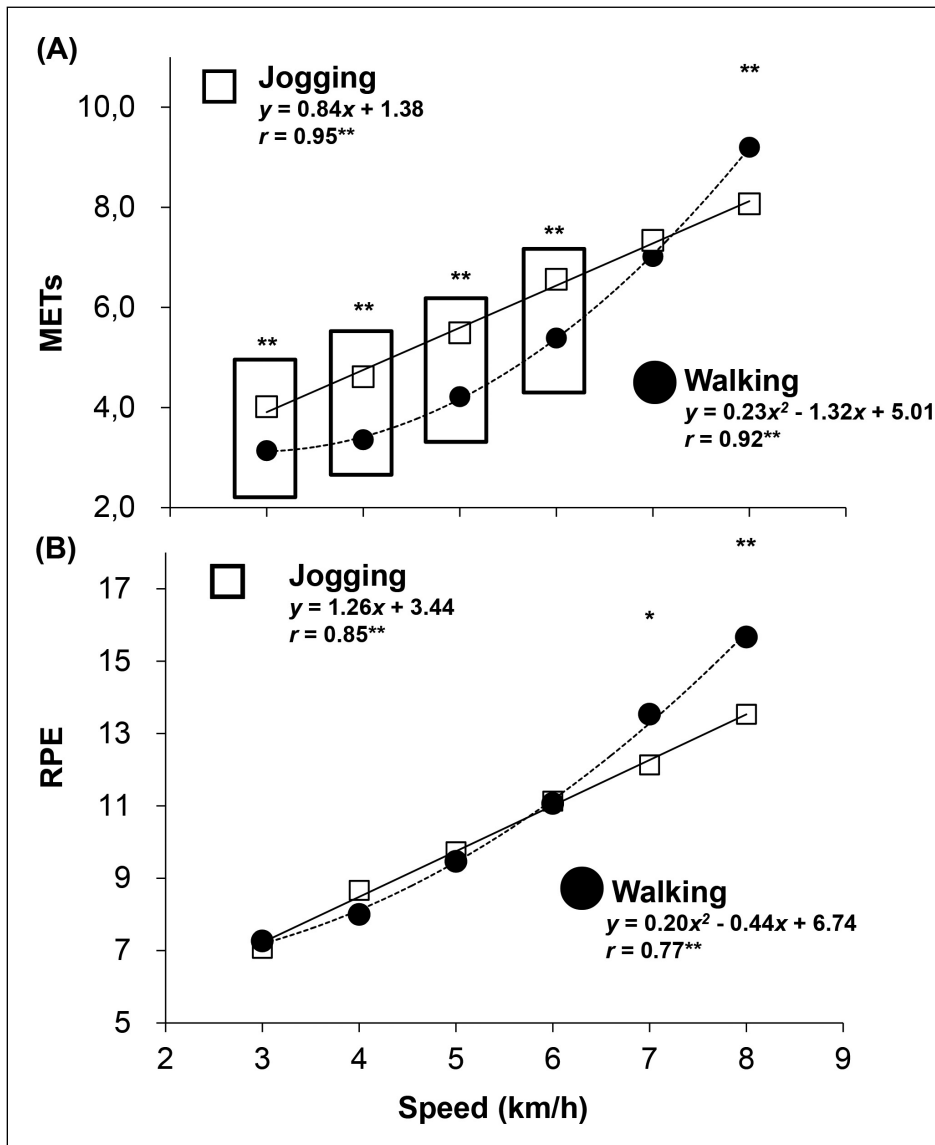 (A)
Jogging
y = 0.84x + 1.38
r = 0.95**
**
10,0
8,0
6,0
4,0
2,0
METs
**
**
**
**
Walking
y = 0.23x² - 1.32x + 5.01
r = 0.92**
(B)
Jogging
y = 1.26x + 3.44
r = 0.85**
*
**
17
15
13
11
9
7
5
RPE
Walking
y = 0.20x² - 0.44x + 6.74
r = 0.77**
2 3 4 5 6 7 8 9
Speed (km/h)